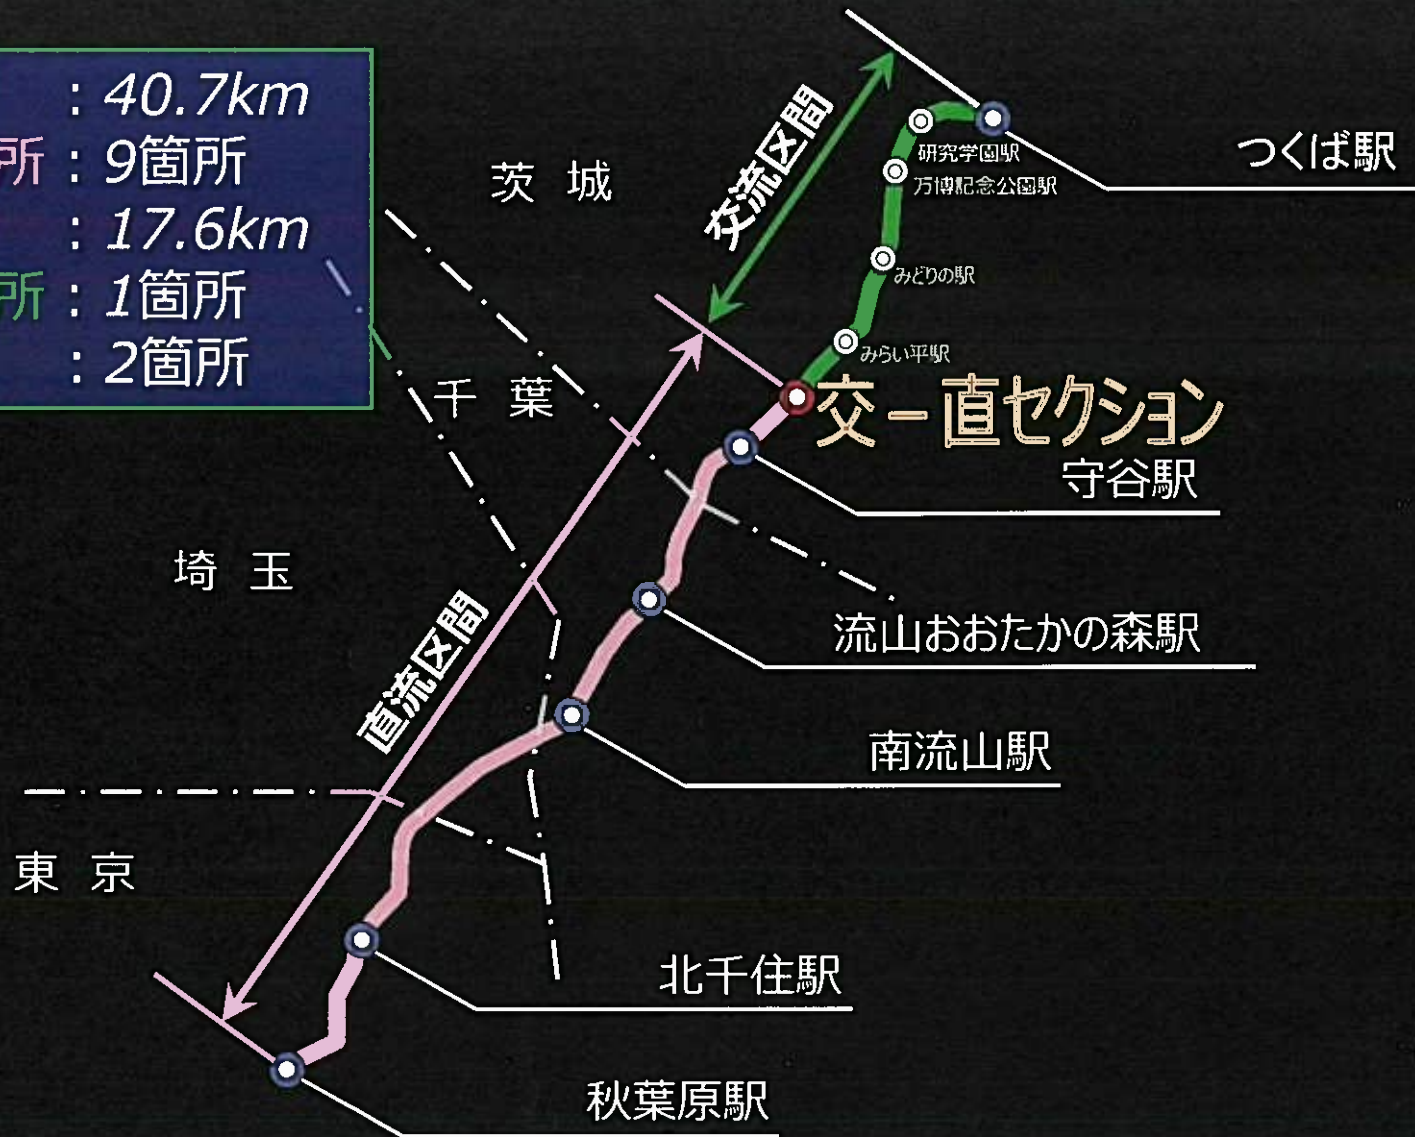 : 40.7km
所 : 9箇所
: 17.6km
所 : 1箇所
: 2箇所
つくば駅
研究学園駅
万博記念公園駅
交流区間
茨 城
みどりの駅
みらい平駅
千 葉
交－直セクション
守谷駅
埼 玉
流山おおたかの森駅
直流区間
南流山駅
東 京
北千住駅
秋葉原駅